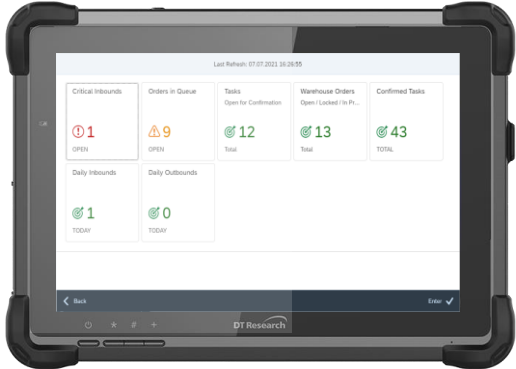 Last Refresh: 07.07.2021 16:26:55
Critical Inbounds
1
OPEN
Orders in Queue
9
OPEN
Tasks
Open for Confirmation
12
Total
Warehouse Orders
Open / Locked / In Pr...
13
Total
Confirmed Tasks
43
TOTAL
Daily Inbounds
1
TODAY
Daily Outbounds
0
TODAY
Back
Enter
* # +
DT Research